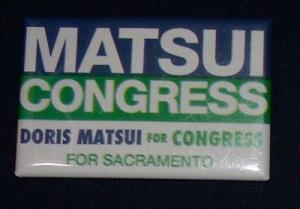 MATSUI
CONGRESS
DORIS MATSUI FOR CONGRESS
FOR SACRAMENTO